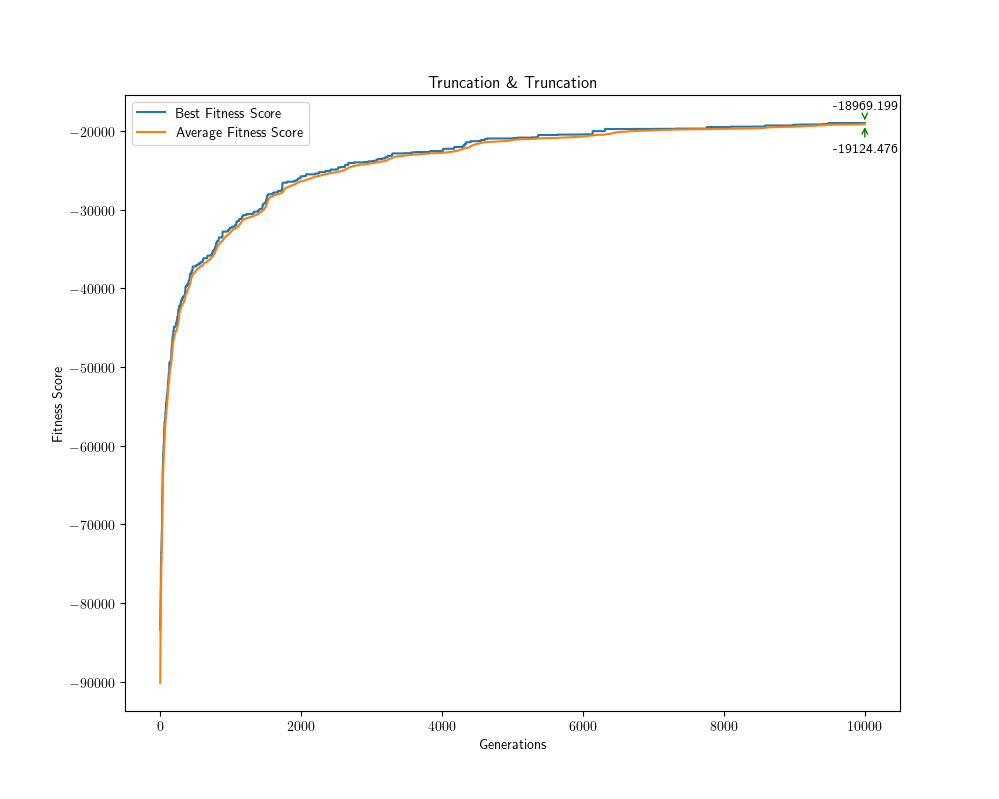 Truncation & Truncation
Best Fitness Score
Average Fitness Score
-18969.199
-19124.476
Fitness Score
−20000
−30000
−40000
−50000
−60000
−70000
−80000
−90000
0 2000 4000 6000 8000 10000
Generations